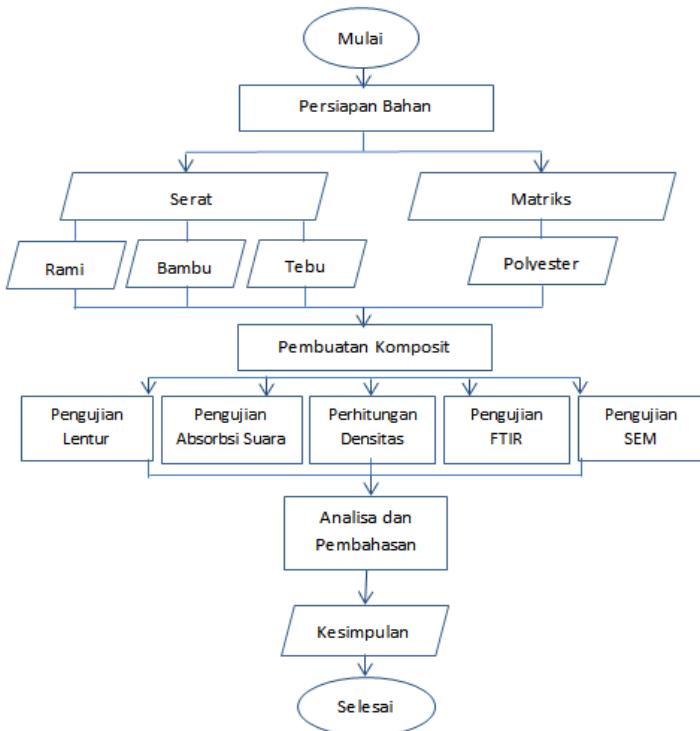 Mulai
Persiapan Bahan
Serat
Matriks
Rami
Bambu
Tebu
Polyester
Pembuatan Komposit
Pengujian
Lentur
Pengujian
Absorbsi Suara
Perhitungan
Densitas
Pengujian
FTIR
Pengujian
SEM
Analisa dan
Pembahasan
Kesimpulan
Selesai